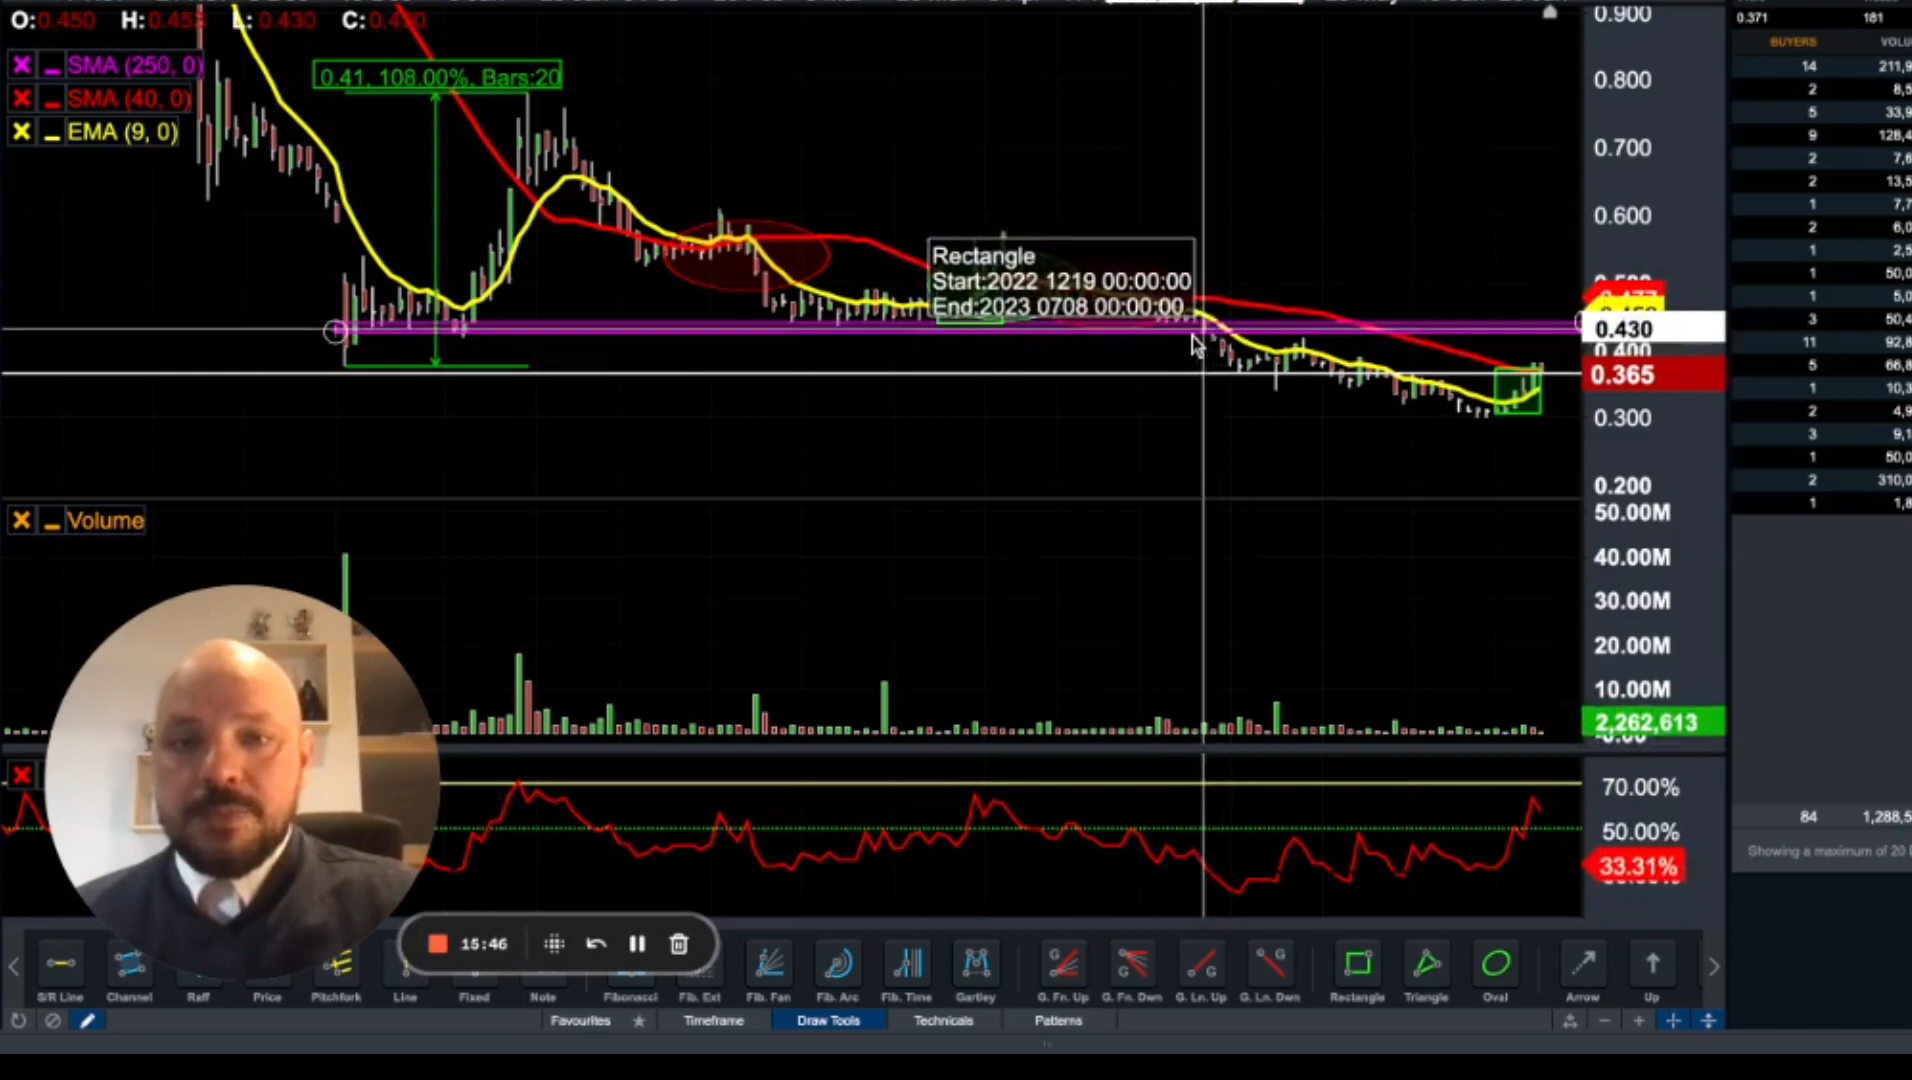 O:0.450 H:0.455 L:0.430 C:0.430
SMA (250, 0)
SMA (40, 0)
EMA (9, 0)
0.41, 108.00%, Bars:20
Rectangle
Start:2022 1219 00:00:00
End:2023 0708 00:00:00
0.900
0.800
0.700
0.600
0.430
0.400
0.365
0.300
0.200
Volume
50.00M
40.00M
30.00M
20.00M
10.00M
2,262,613
70.00%
50.00%
33.31%
0.371 181
BUYERS VOLU
14 211,9
2 8,5
5 33,9
9 128,4
2 7,6
2 13,5
1 7,7
2 6,0
1 2,5
1 50,0
1 5,0
3 50,4
11 92,8
5 66,8
1 10,3
2 4,9
3 9,1
1 50,0
2 310,0
1 1,8
84 1,288,5
Showing a maximum of 20
15:46
S/R Line Channel Raff Price Pitchfork Line Fixed Note Fibonacci Fib. Ext Fib. Fan Fib. Arc Fib. Time Gartley G. Fn. Up G. Fn. Dwn G. Ln. Up G. Ln. Dwn Rectangle Triangle Oval Arrow Up
Favourites Timeframe Draw Tools Technicals Patterns